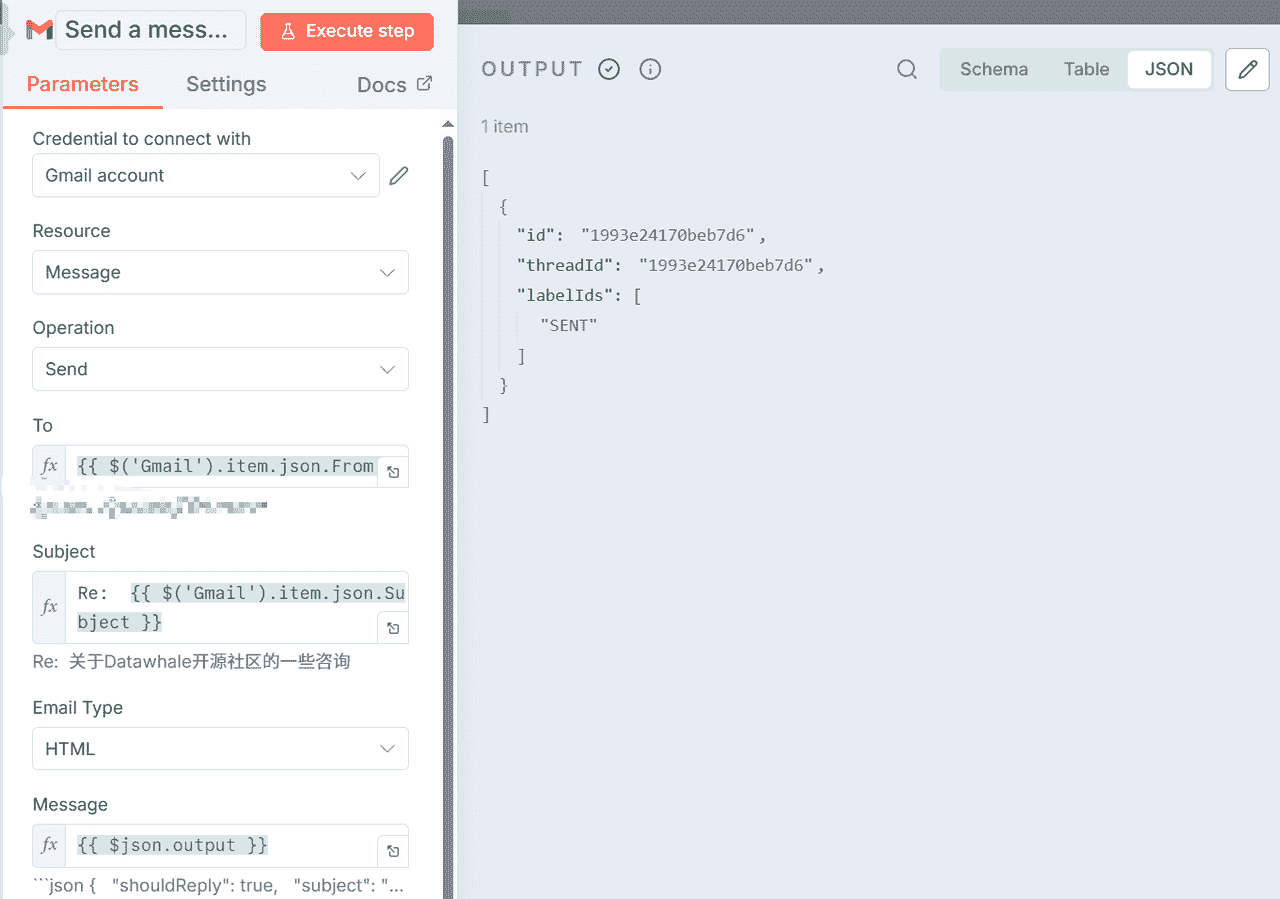 Send a mess...
Execute step
Parameters
Settings
Docs
Credential to connect with
Gmail account
Resource
Message
Operation
Send
To
fx
{{ $('Gmail').item.json.From
Subject
fx
Re: {{ $('Gmail').item.json.Su
bject }}
Re: 关于Datawhale开源社区的一些咨询
Email Type
HTML
Message
fx
{{ $json.output }}
```json { "shouldReply": true, "subject": "...
OUTPUT
Schema
Table
JSON
1 item
[
{
"id": "1993e24170beb7d6",
"threadId": "1993e24170beb7d6",
"labelIds": [
"SENT"
]
}
]